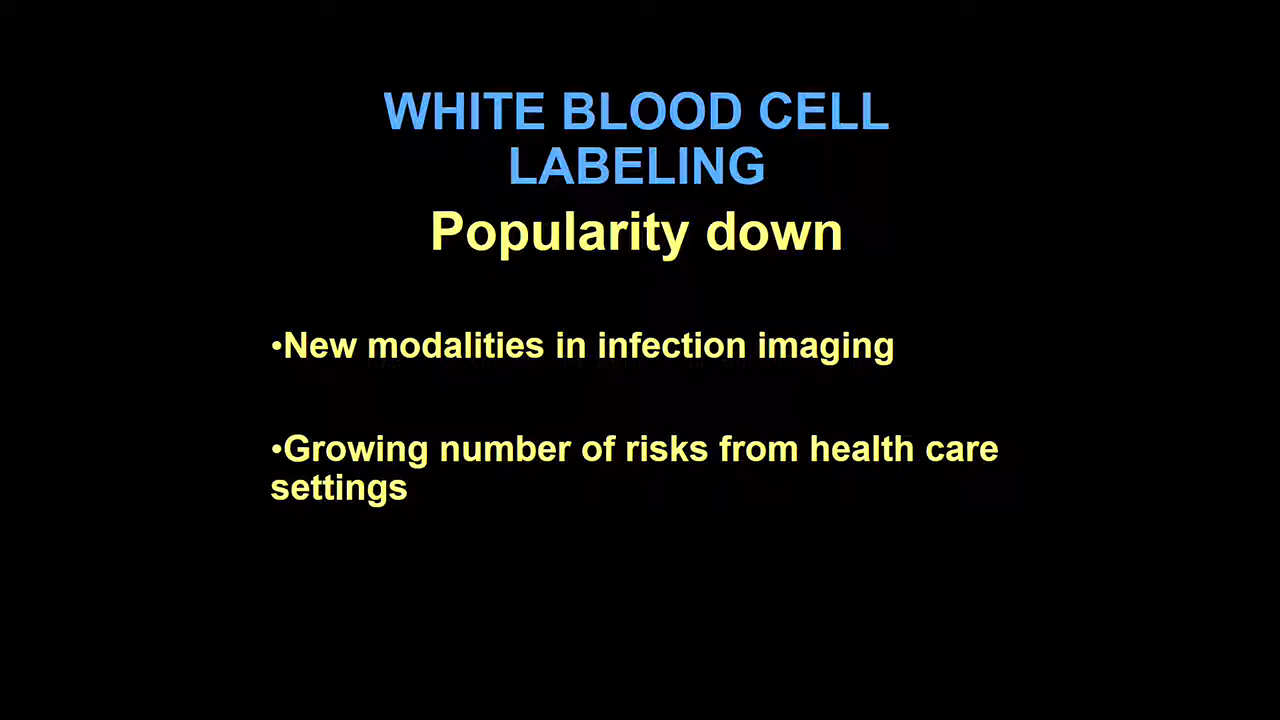 WHITE BLOOD CELL
LABELING
Popularity down
•New modalities in infection imaging
•Growing number of risks from health care
settings